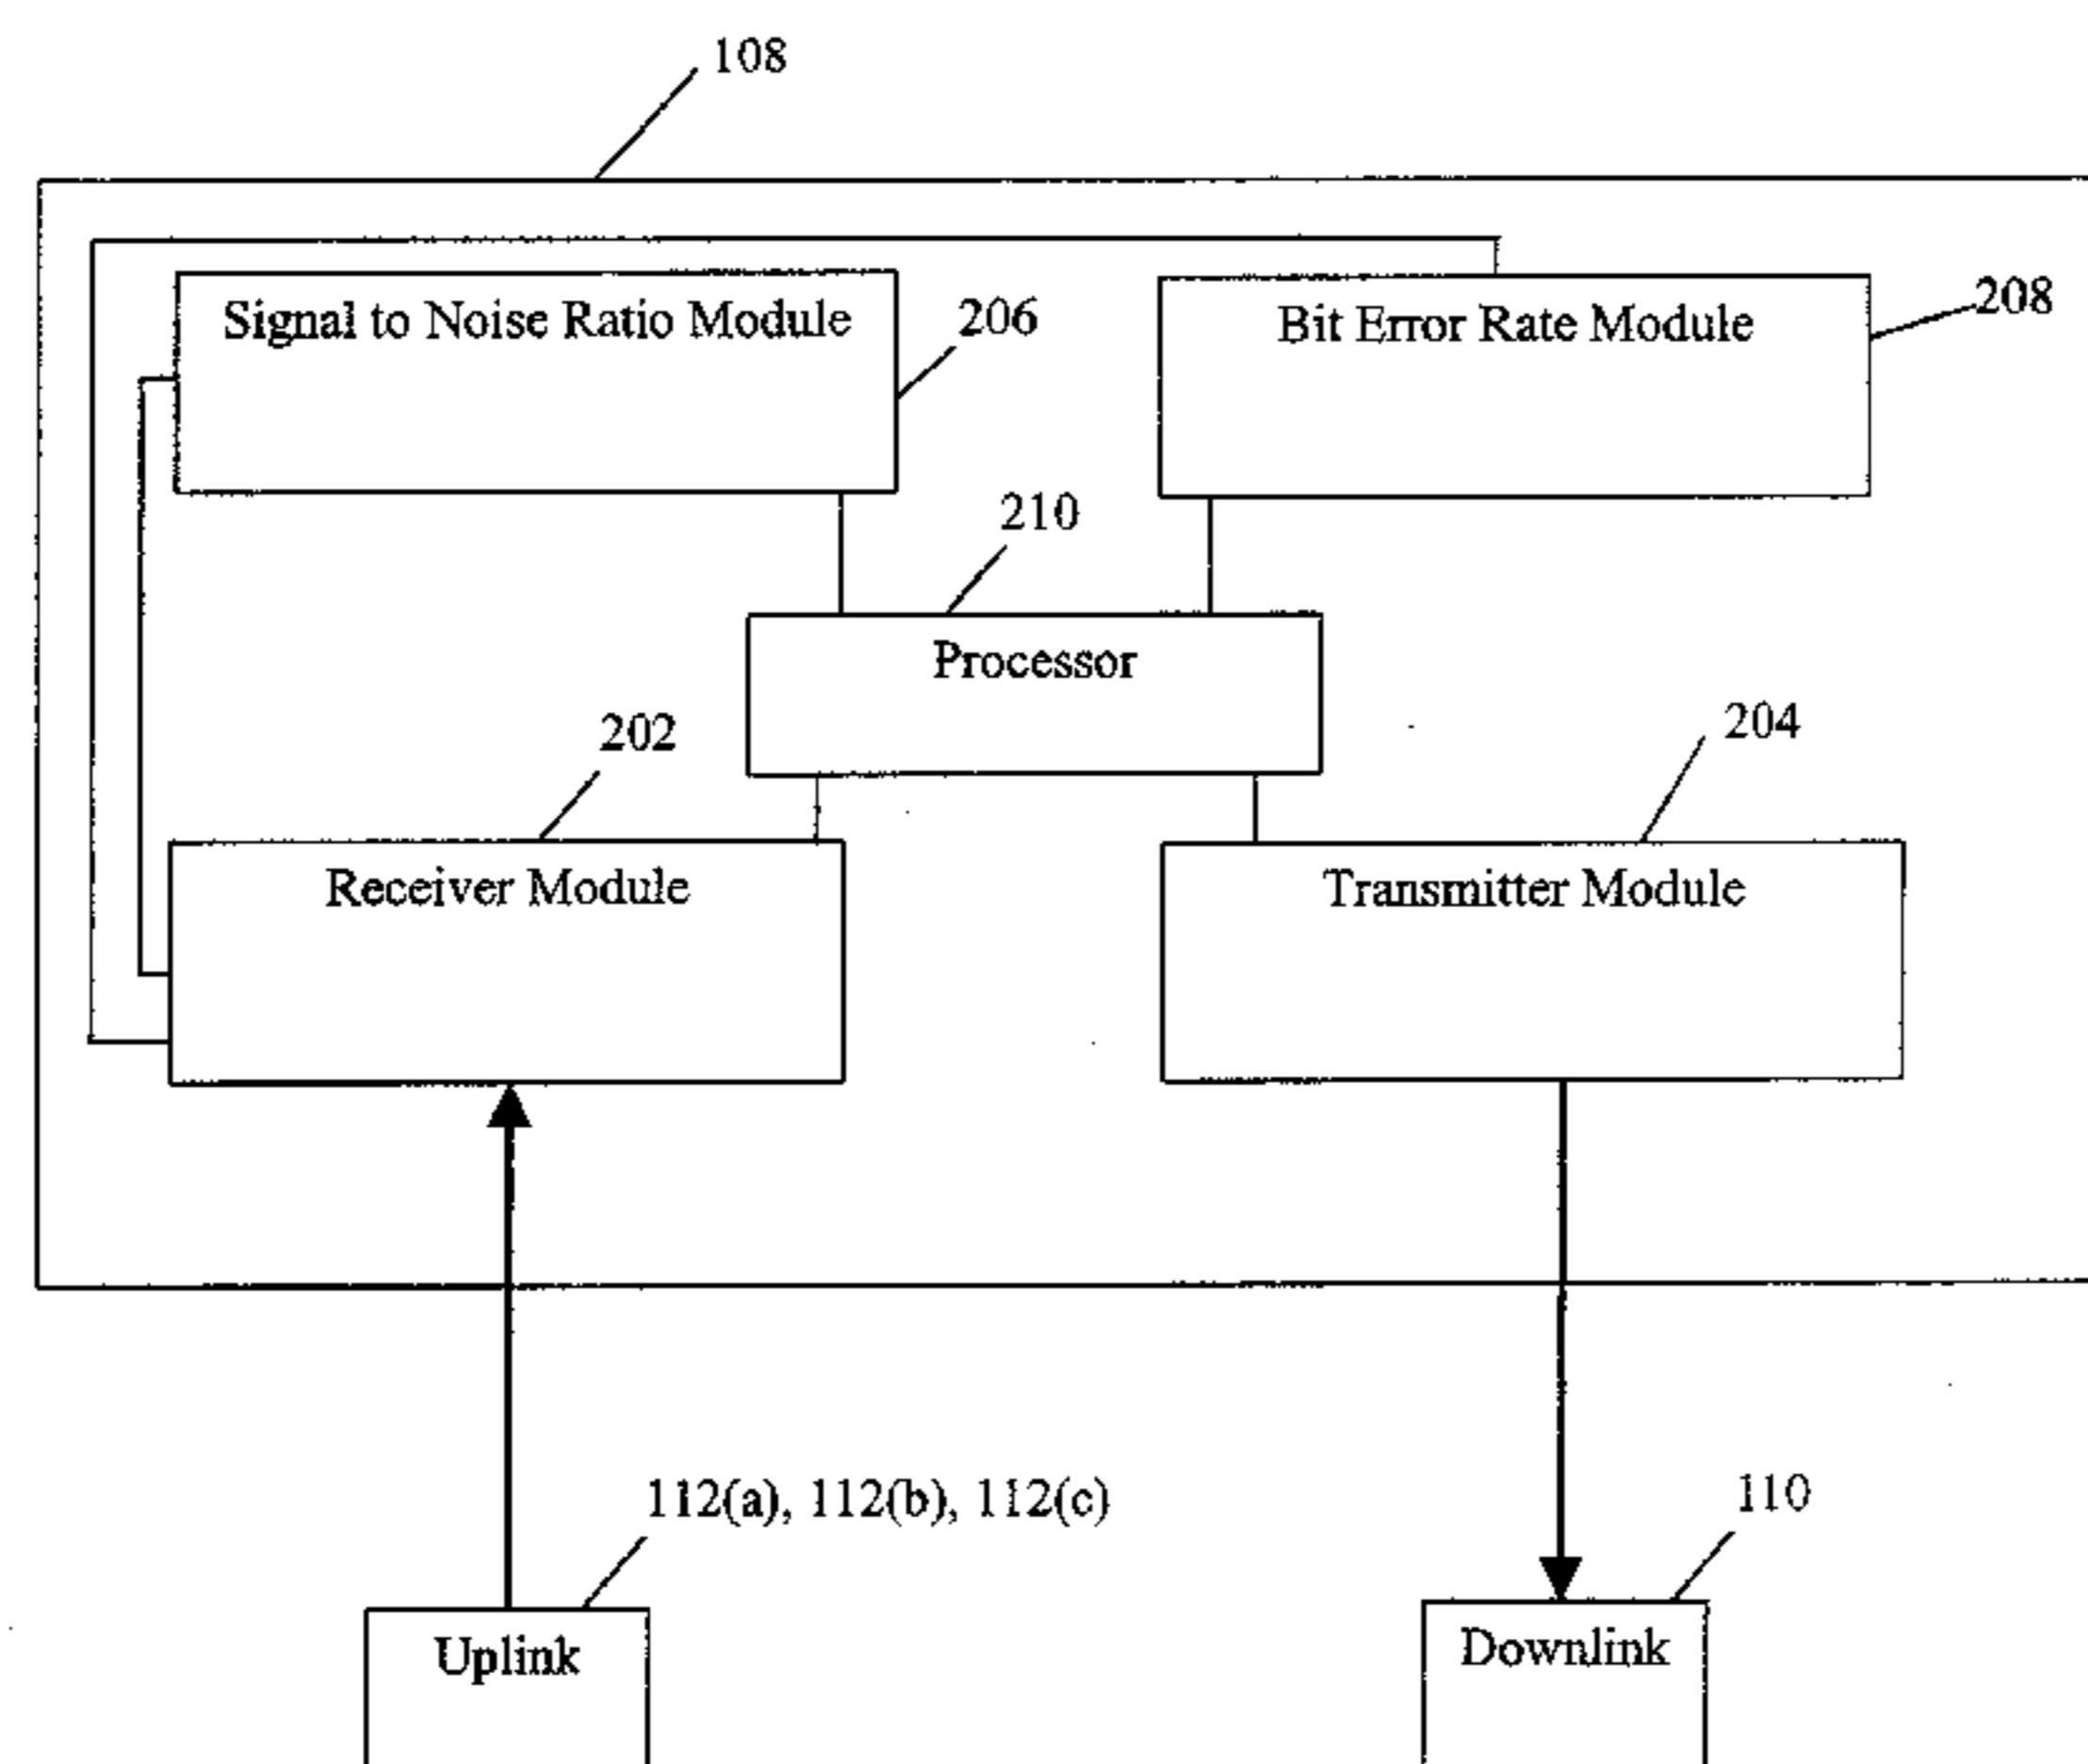 108
Signal to Noise Ratio Module
206
Bit Error Rate Module
208
210
Processor
202
204
Receiver Module
Transmitter Module
112(a), 112(b), 112(c)
110
Uplink
Downlink